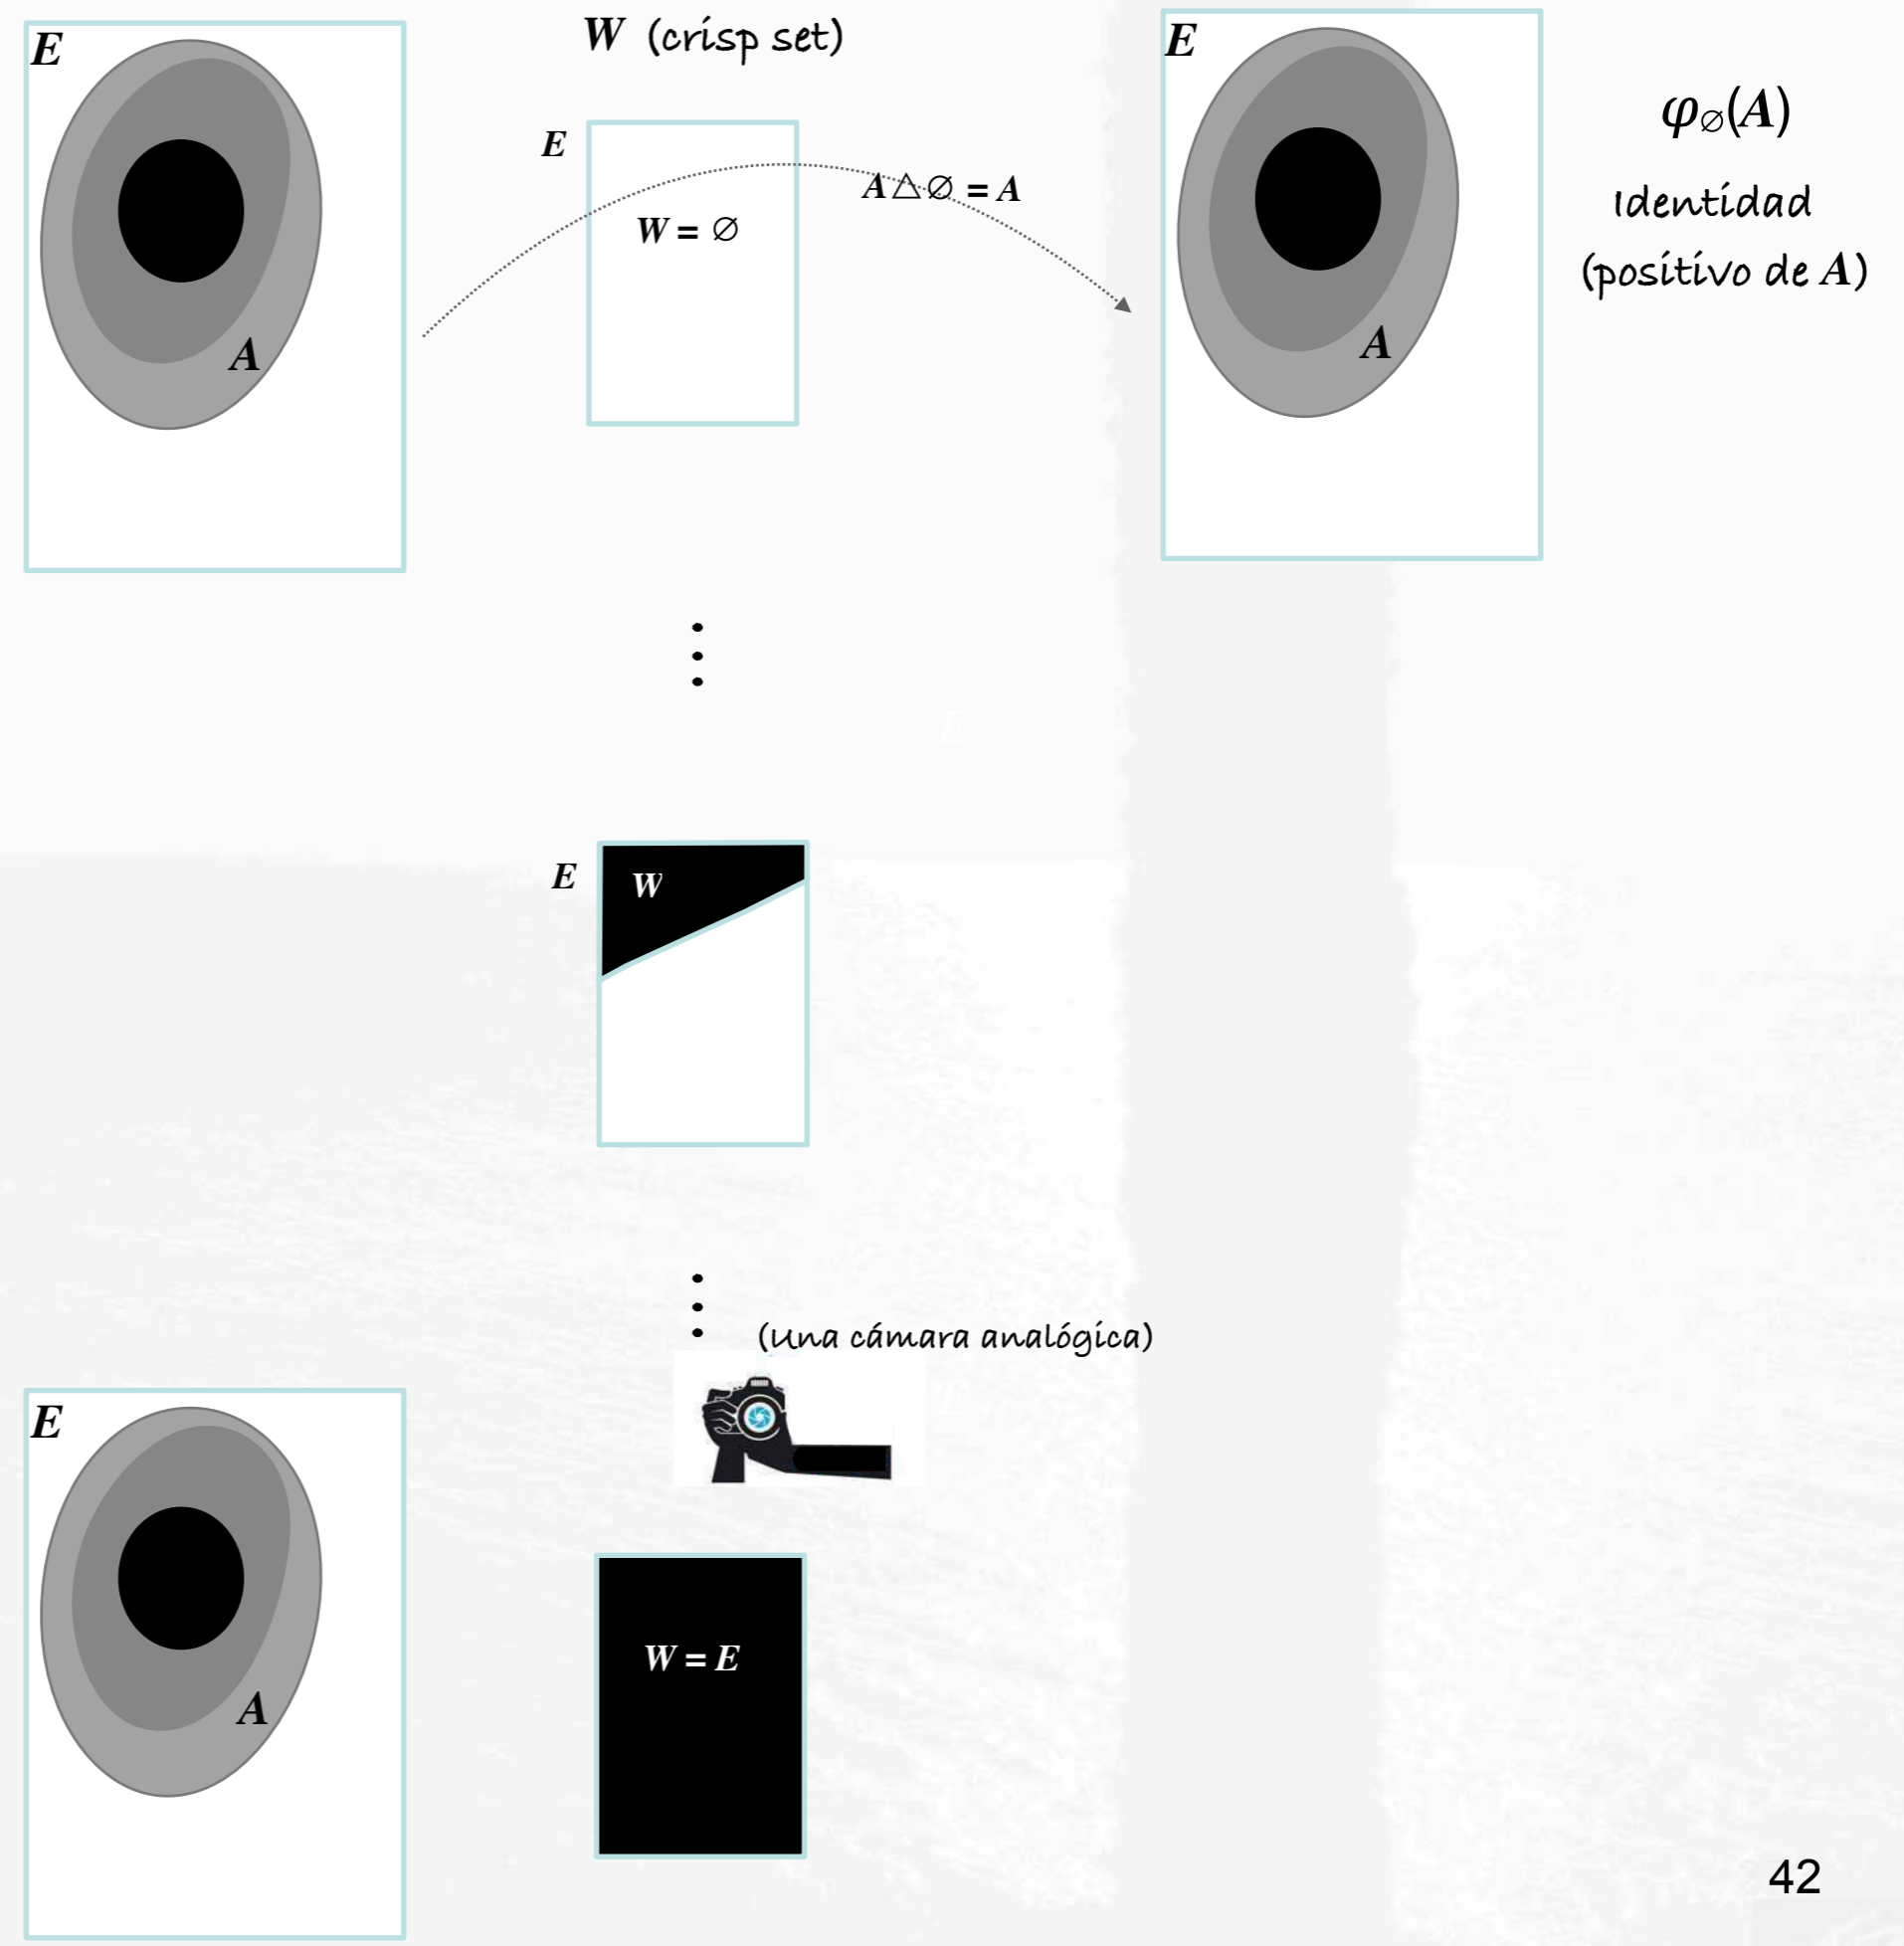 E
W (crisp set)
E
φ∅(A)
E
A△∅ = A
Identidad
W = ∅
(positivo de A)
A
A
E
E
W
(Una cámara analógica)
E
W = E
A
42